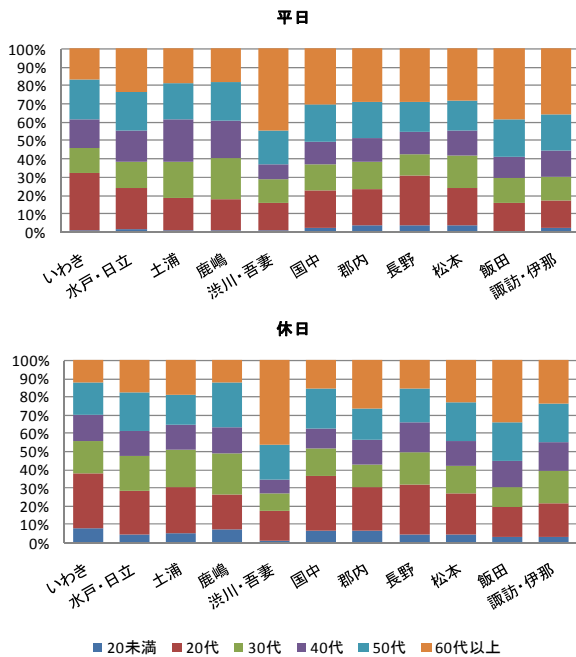 平日
100%
90%
80%
70%
60%
50%
40%
30%
20%
10%
0%
いわき
水戸・日立
土浦
鹿嶋
渋川・吾妻
国中
郡内
長野
松本
飯田
諏訪・伊那
休日
100%
90%
80%
70%
60%
50%
40%
30%
20%
10%
0%
いわき
水戸・日立
土浦
鹿嶋
渋川・吾妻
国中
郡内
長野
松本
飯田
諏訪・伊那
20未満 20代 30代 40代 50代 60代以上